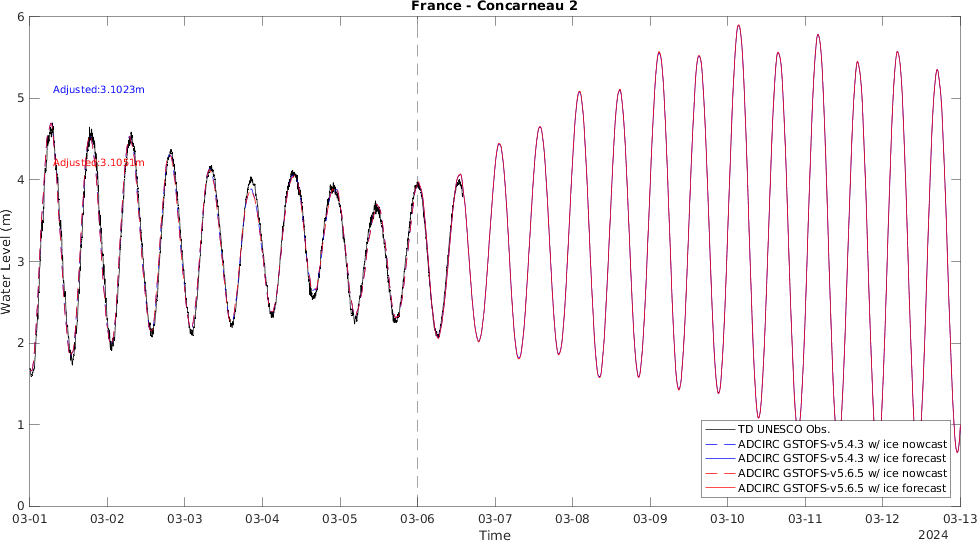 France - Concarneau 2
6
5
4
3
2
1
0
Water Level (m)
Adjusted:3.1023m
Adjusted:3.1051m
TD UNESCO Obs.
ADCIRC GSTOFS-v5.4.3 w/ ice nowcast
ADCIRC GSTOFS-v5.4.3 w/ ice forecast
ADCIRC GSTOFS-v5.6.5 w/ ice nowcast
ADCIRC GSTOFS-v5.6.5 w/ ice forecast
03-01 03-02 03-03 03-04 03-05 03-06 03-07 03-08 03-09 03-10 03-11 03-12 03-13
Time
2024